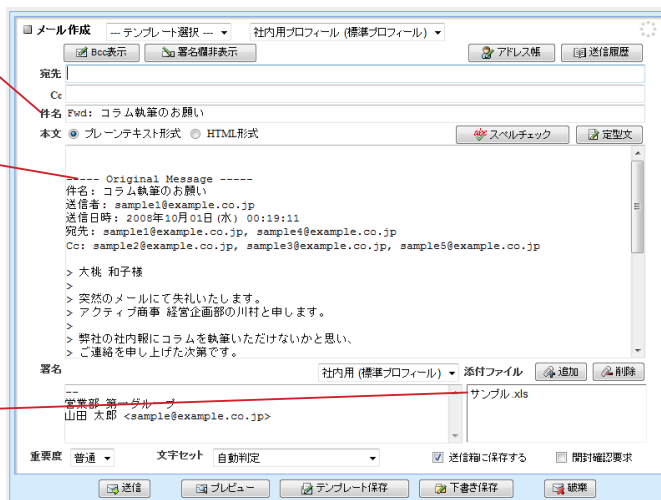 メール作成 --- テンプレート選択 --- 社内用プロフィール (標準プロフィール)
Bcc表示 署名欄非表示 アドレス帳 送信履歴
宛先
Cc
件名 Fwd: コラム執筆のお願い
本文 プレーンテキスト形式 HTML形式 スペルチェック 定型文
----- Original Message -----
件名: コラム執筆のお願い
送信者: sample1@example.co.jp
送信日時: 2008年10月01日(水) 00:19:11
宛先: sample1@example.co.jp, sample4@example.co.jp
Cc: sample2@example.co.jp, sample3@example.co.jp, sample5@example.co.jp
> 大桃 和子様
>
> 突然のメールにて失礼いたします。
> アクティブ商事 経営企画部の川村と申します。
>
> 弊社の社内報にコラムを執筆いただけないかと思い、
> ご連絡を申し上げた次第です。
署名 社内用 (標準プロフィール) 添付ファイル 追加 削除
--
営業部 第一グループ
山田 太郎 <sample@example.co.jp>
サンプル.xls
重要度 普通 文字セット 自動判定 送信箱に保存する 開封確認要求
送信 プレビュー テンプレート保存 下書き保存 破棄